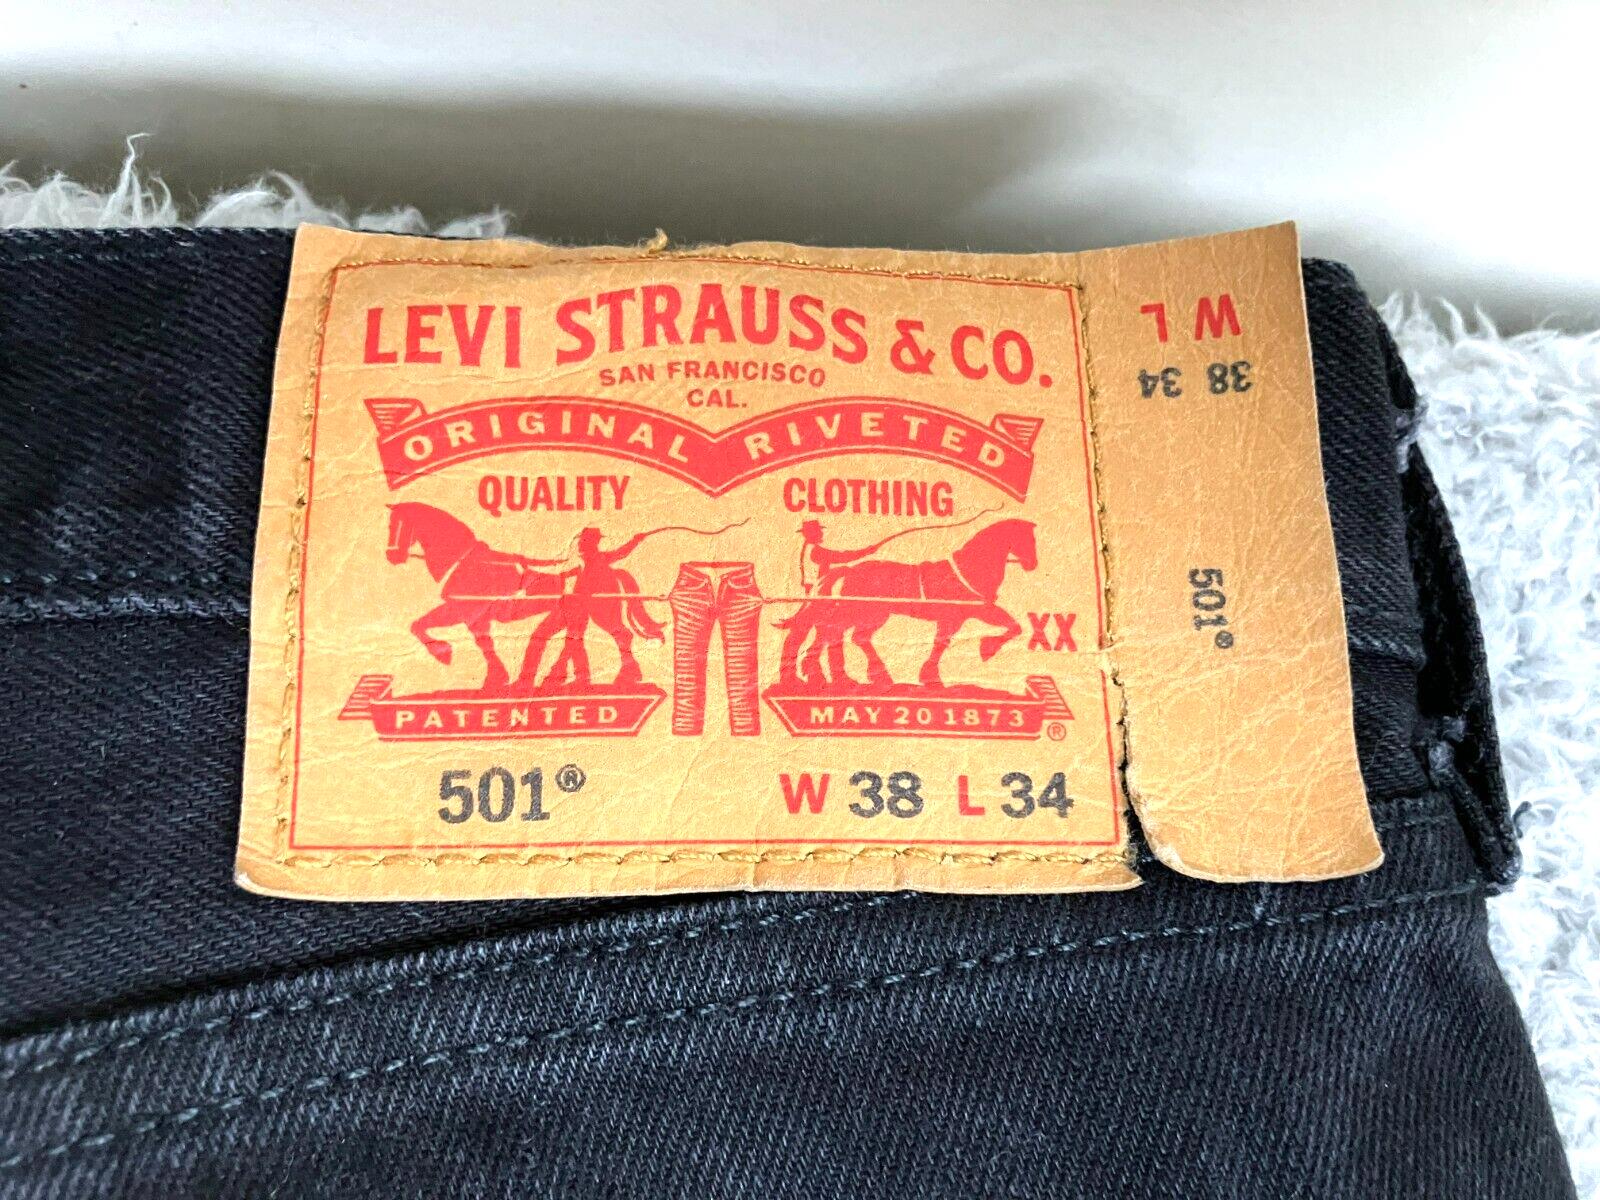 LEVI STRAUSS & CO.
SAN FRANCISCO
CAL.
ORIGINAL RIVETED
QUALITY CLOTHING
XX
PATENTED MAY 20 1873 ®
501® W 38 L 34
W L
38 34
501®